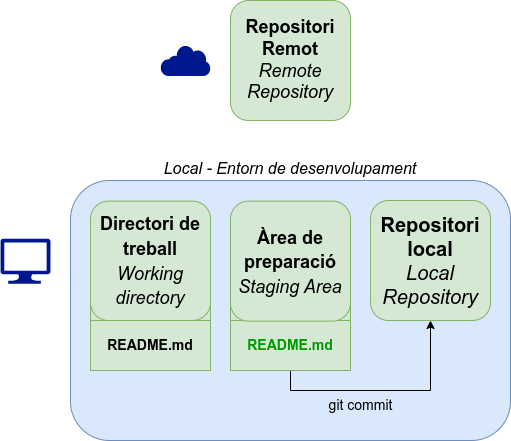 Repositori
Remot
Remote
Repository
Local - Entorn de desenvolupament
Directori de
treball
Working
directory
README.md
Àrea de
preparació
Staging Area
README.md
Repositori
local
Local
Repository
git commit